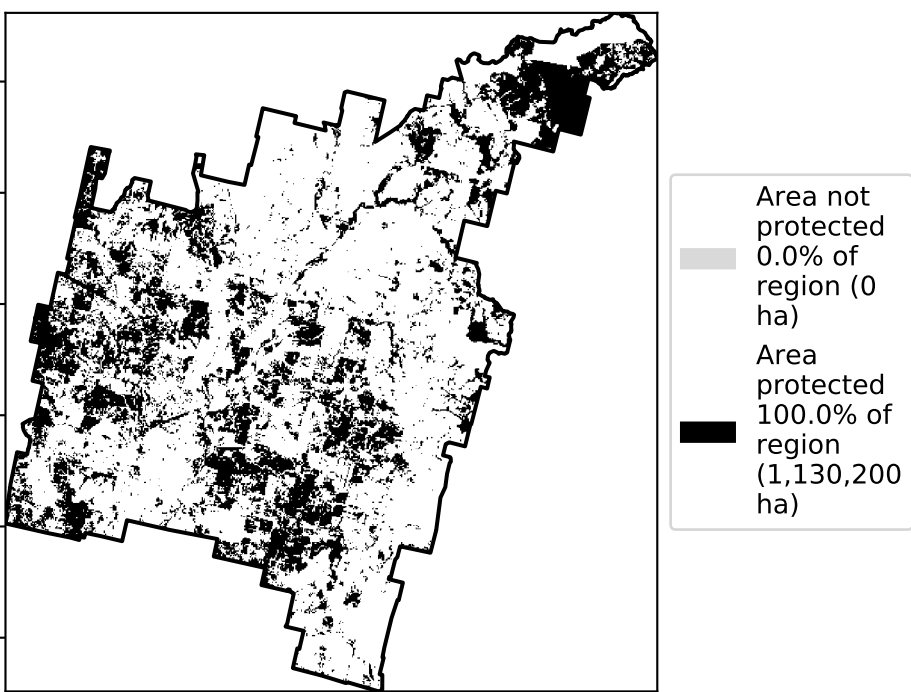 Area not
protected
0.0% of
region (0
ha)
Area
protected
100.0% of
region
(1,130,200
ha)